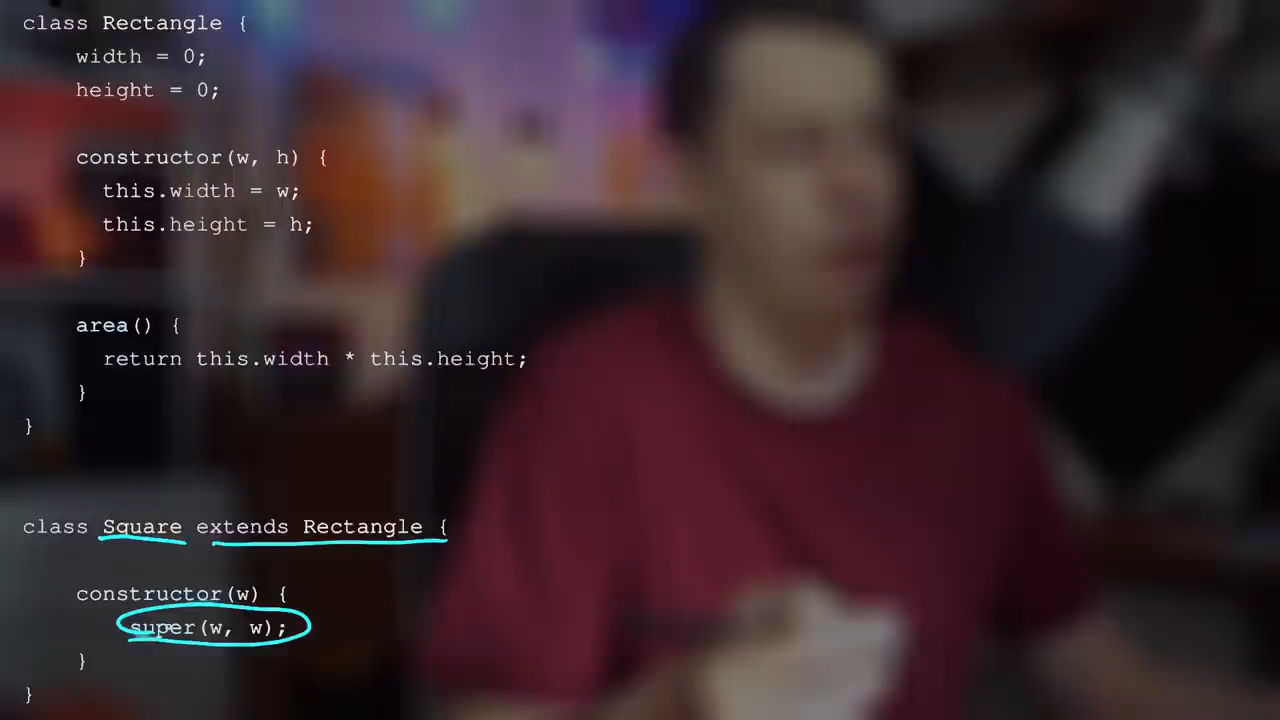 class Rectangle {
width = 0;
height = 0;
constructor(w, h) {
this.width = w;
this.height = h;
}
area() {
return this.width * this.height;
}
}
class Square extends Rectangle {
constructor(w) {
super(w, w);
}
}